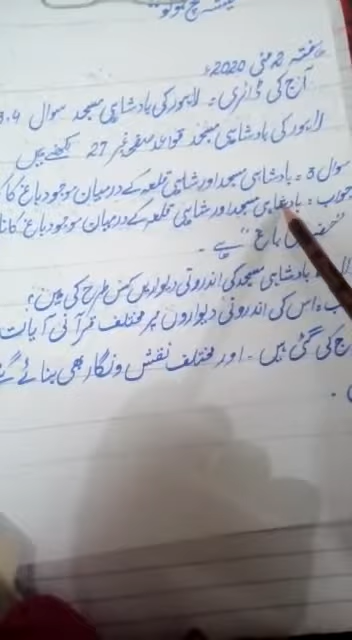 ہفتہ 2 مئی 2020ء
آج کی ڈائری:۔ لاہور کی بادشاہی مسجد سوال 3،4
لاہور کی بادشاہی مسجد قواعد صفحہ نمبر 27 لکھنے ہیں
سوال 3 = بادشاہی مسجد اور شاہی قلعہ کے درمیان موجود باغ کا
جواب: بادشاہی مسجد اور شاہی قلعہ کے درمیان موجود باغ کا نا
باغ" ہے ۔
بادشاہی مسجد کی اندرونی دیواریں کس طرح کی ہیں؟
اس کی اندرونی دیواروں پر مختلف قرآنی آیات
کی گئی ہیں ۔ اور مختلف نقش و نگار بھی بنائے گئے